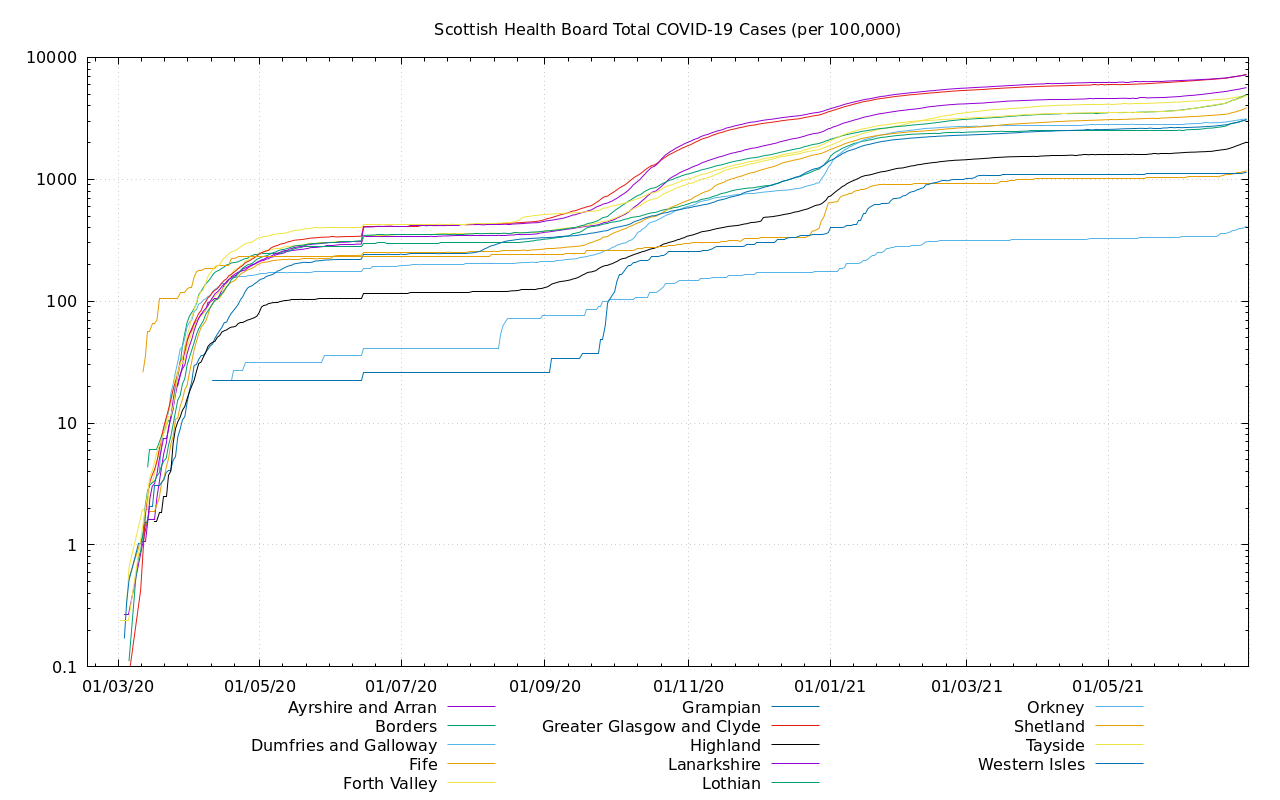 Scottish Health Board Total COVID-19 Cases (per 100,000)
10000
1000
100
10
1
0.1
01/03/20 01/05/20 01/07/20 01/09/20 01/11/20 01/01/21 01/03/21 01/05/21
Ayrshire and Arran Grampian Orkney
Borders Greater Glasgow and Clyde Shetland
Dumfries and Galloway Highland Tayside
Fife Lanarkshire Western Isles
Forth Valley Lothian